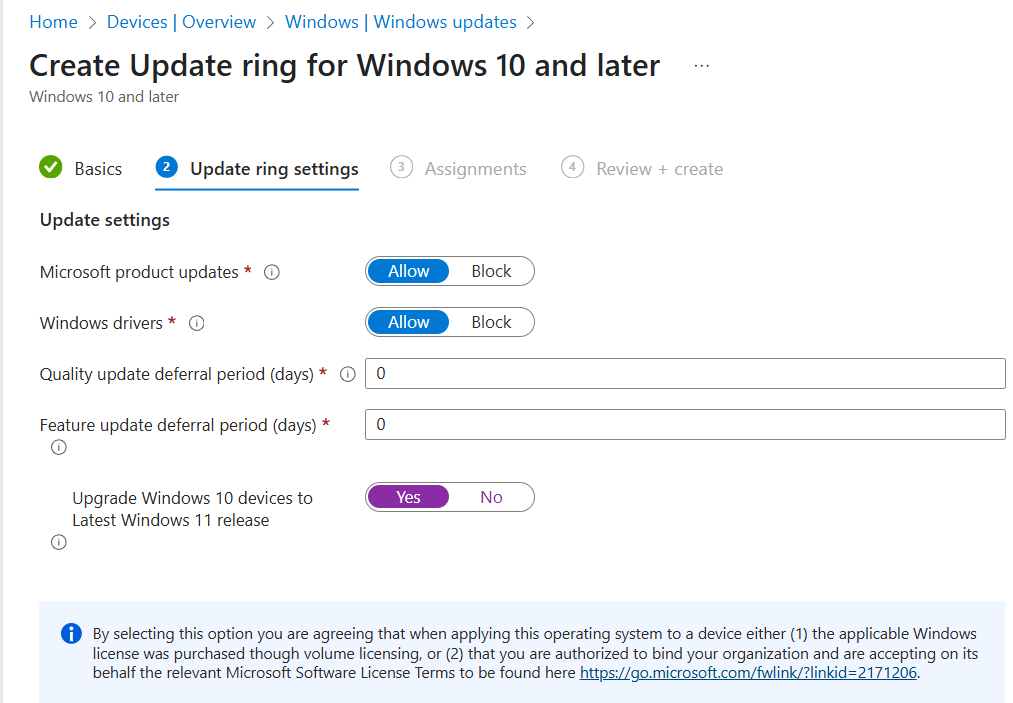 Home > Devices | Overview > Windows | Windows updates >
Create Update ring for Windows 10 and later ...
Windows 10 and later
Basics 2 Update ring settings 3 Assignments 4 Review + create
Update settings
Microsoft product updates * Allow Block
Windows drivers * Allow Block
Quality update deferral period (days) * 0
Feature update deferral period (days) * 0
Upgrade Windows 10 devices to Yes No
Latest Windows 11 release
By selecting this option you are agreeing that when applying this operating system to a device either (1) the applicable Windows
license was purchased though volume licensing, or (2) that you are authorized to bind your organization and are accepting on its
behalf the relevant Microsoft Software License Terms to be found here https://go.microsoft.com/fwlink/?linkid=2171206.